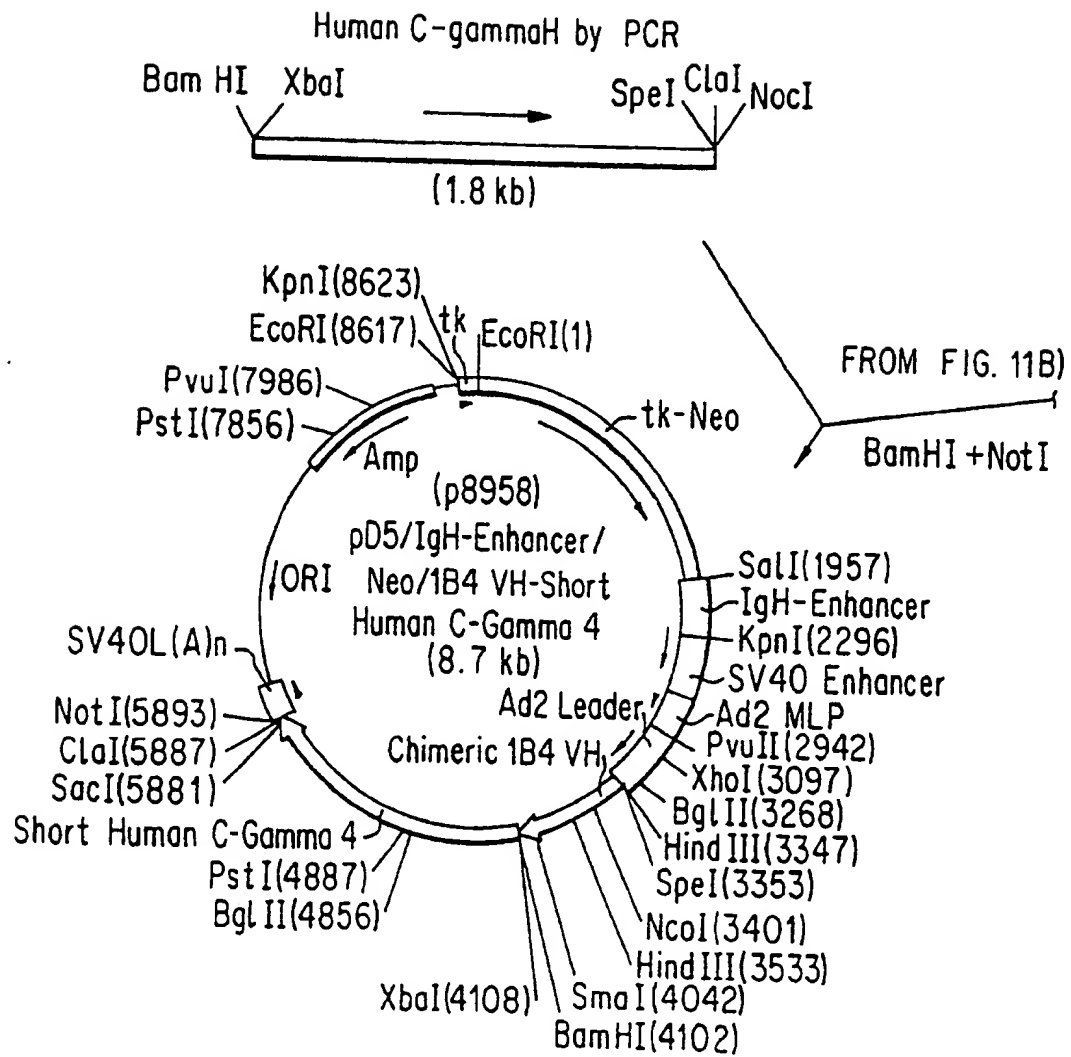 Human C-gammaH by PCR
Bam HI
XbaI
SpeI
ClaI
NocI
(1.8 kb)
KpnI(8623)
EcoRI(8617)
tk
EcoRI(1)
PvuI(7986)
PstI(7856)
Amp
tk-Neo
FROM FIG. 11B)
BamHI+NotI
(p8958)
pD5/IgH-Enhancer/
Neo/1B4 VH-Short
Human C-Gamma 4
(8.7 kb)
ORI
SV40L(A)n
NotI(5893)
ClaI(5887)
SacI(5881)
Short Human C-Gamma 4
PstI(4887)
BglII(4856)
XbaI(4108)
SalI(1957)
IgH-Enhancer
KpnI(2296)
SV40 Enhancer
Ad2 Leader
Ad2 MLP
Chimeric 1B4 VH
PvuII(2942)
XhoI(3097)
BglII(3268)
HindIII(3347)
SpeI(3353)
NcoI(3401)
HindIII(3533)
SmaI(4042)
BamHI(4102)